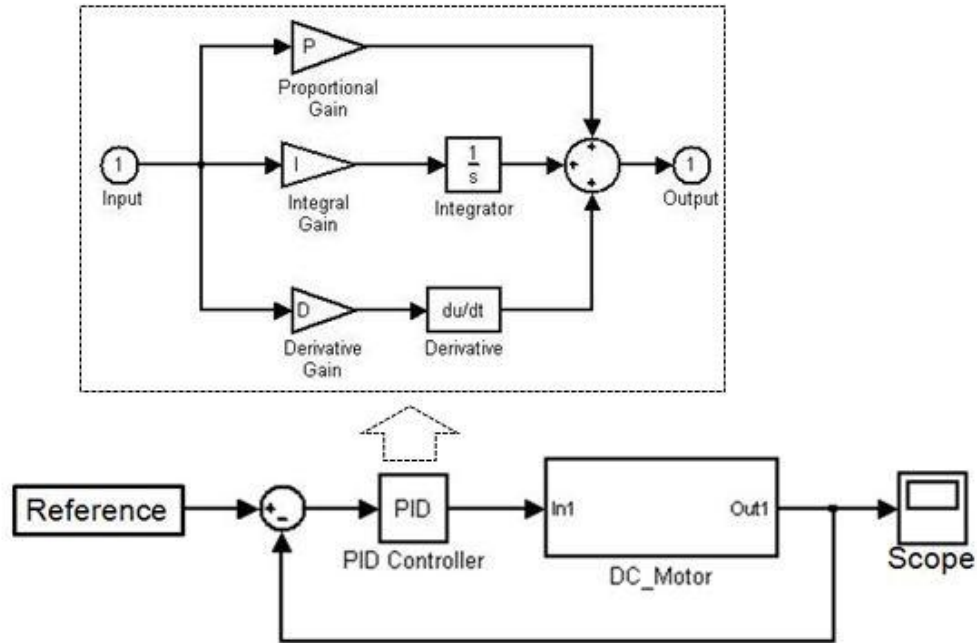 P
Proportional
Gain
1
Input
I
Integral
Gain
1
s
Integrator
+
+
+
1
Output
D
Derivative
Gain
du/dt
Derivative
Reference
+
-
PID
PID Controller
In1
Out1
DC_Motor
Scope